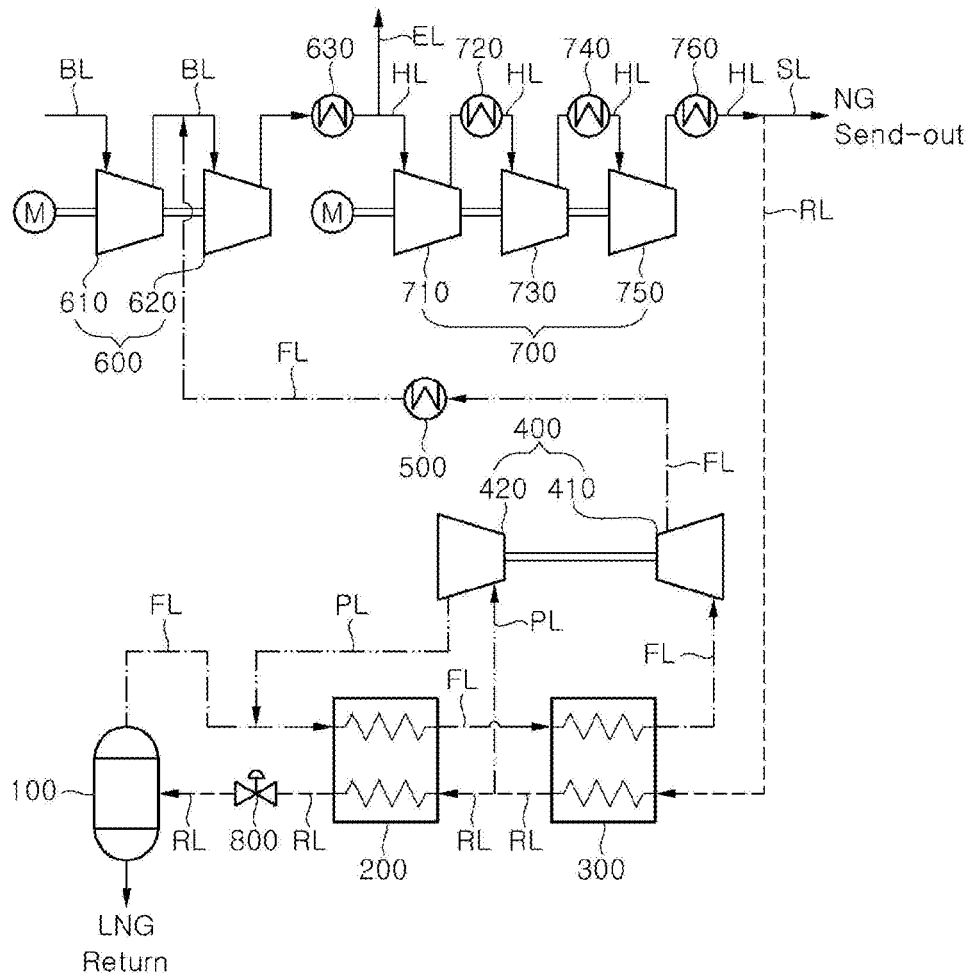 EL
BL
BL
630
HL
720
HL
740
HL
760
HL
SL
NG
Send-out
M
M
RL
610
620
710
730
750
600
700
FL
500
400
FL
420
410
FL
PL
PL
FL
FL
100
RL
800
RL
RL
RL
200
300
LNG
Return